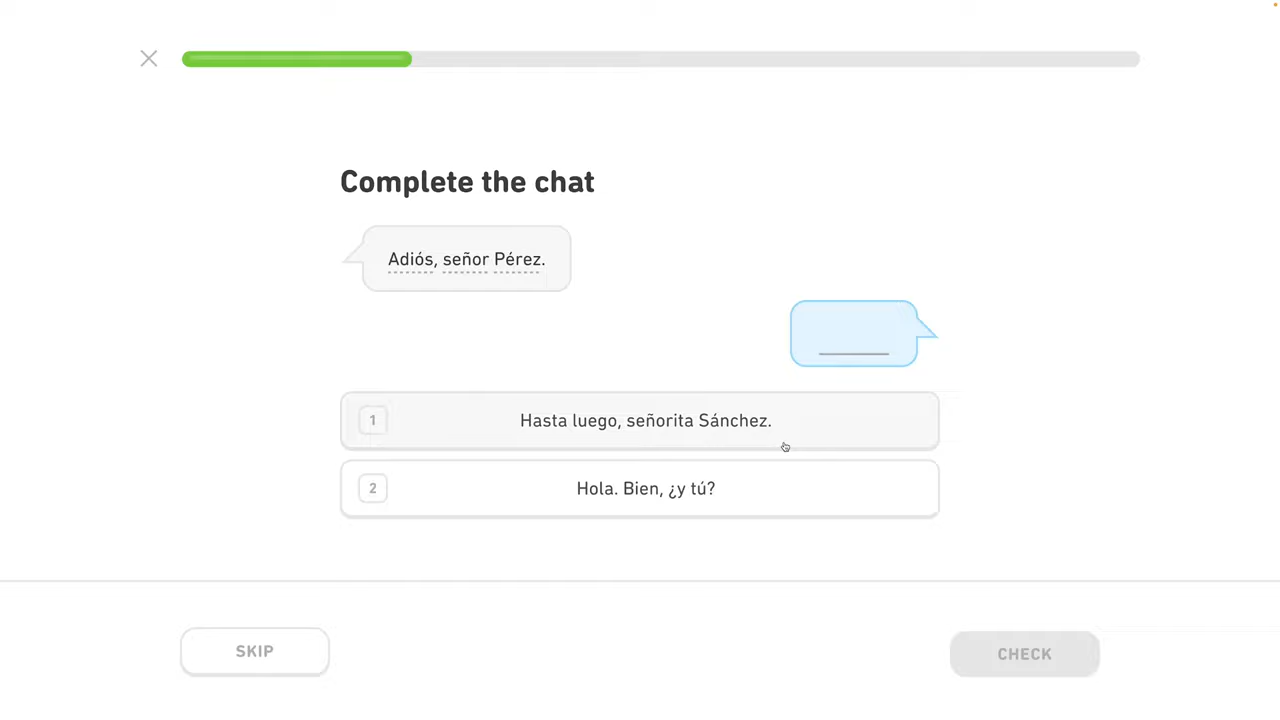 Complete the chat
Adiós, señor Pérez.
1
Hasta luego, señorita Sánchez.
2
Hola. Bien, ¿y tú?
SKIP
CHECK